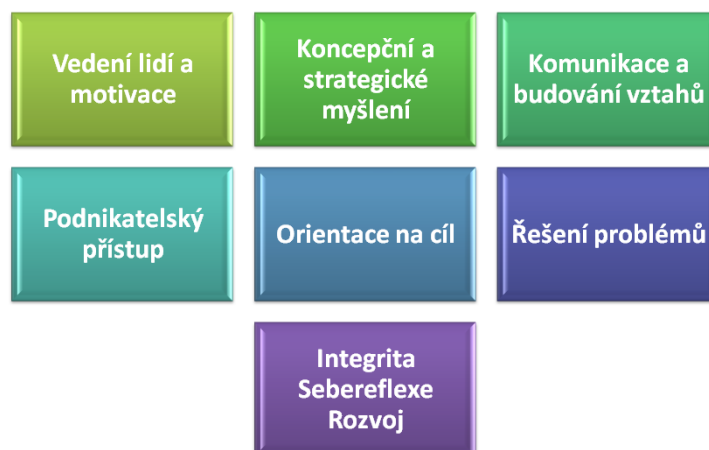 Vedení lidí a
motivace
Koncepční a
strategické
myšlení
Komunikace a
budování vztahů
Podnikatelský
přístup
Orientace na cíl
Řešení problémů
Integrita
Sebereflexe
Rozvoj